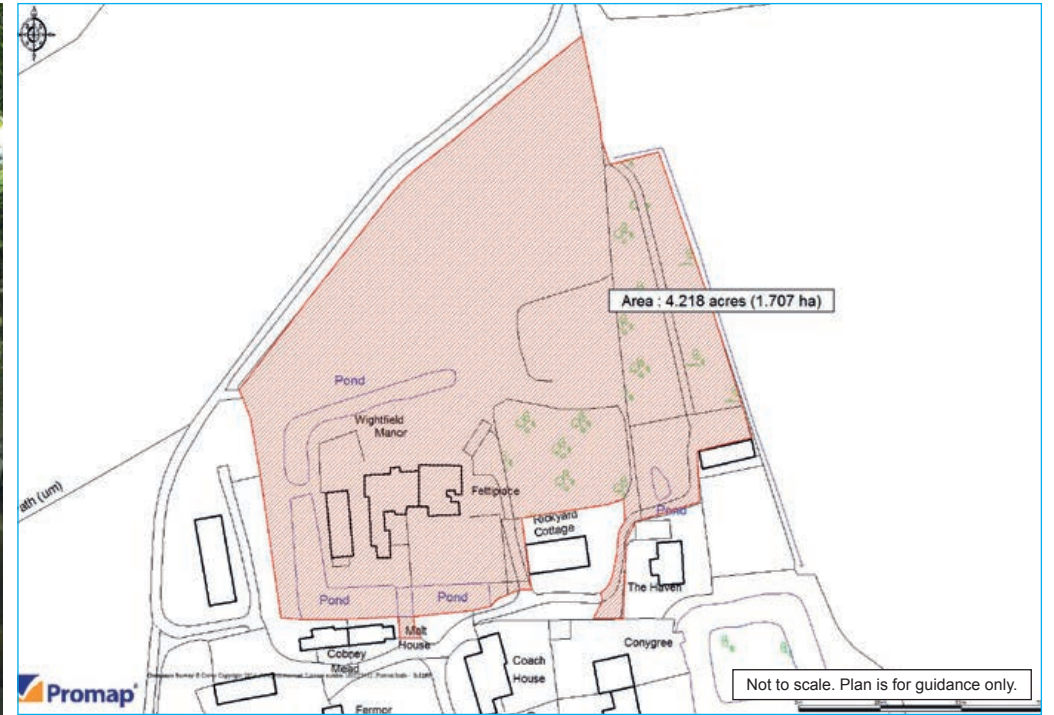 Area : 4.218 acres (1.707 ha)
Pond
Wightfield
Manor
Fettiplace
ath (um)
Rickyard
Cottage
Pond
The Haven
Pond
Pond
Malt
House
Cobney
Mead
Coach
House
Conygree
Fermor
Promap
Not to scale. Plan is for guidance only.